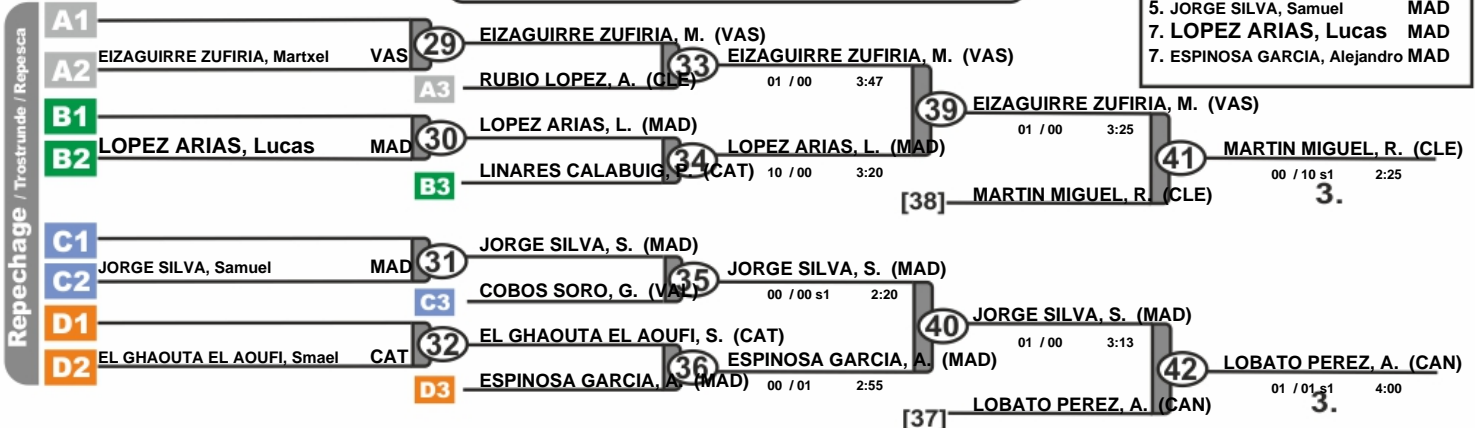 5. JORGE SILVA, Samuel MAD
7. LOPEZ ARIAS, Lucas MAD
7. ESPINOSA GARCIA, Alejandro MAD
Repechage / Trostrunde / Repesca
A1
A2 EIZAGUIRRE ZUFIRIA, Martxel VAS
29
EIZAGUIRRE ZUFIRIA, M. (VAS)
A3 RUBIO LOPEZ, A. (CLE)
33
EIZAGUIRRE ZUFIRIA, M. (VAS)
01 / 00 3:47
B1
B2 LOPEZ ARIAS, Lucas MAD
30
LOPEZ ARIAS, L. (MAD)
B3 LINARES CALABUIG, (CAT)
34
LOPEZ ARIAS, L. (MAD)
10 / 00 3:20
39
EIZAGUIRRE ZUFIRIA, M. (VAS)
01 / 00 3:25
[38] MARTIN MIGUEL, R. (CLE)
41
MARTIN MIGUEL, R. (CLE)
00 / 10 s1 2:25
3.
C1
C2 JORGE SILVA, Samuel MAD
31
JORGE SILVA, S. (MAD)
C3 COBOS SORO, G. (VAL)
35
JORGE SILVA, S. (MAD)
00 / 00 s1 2:20
D1
D2 EL GHAOUTA EL AOUFI, Smael CAT
32
EL GHAOUTA EL AOUFI, S. (CAT)
D3 ESPINOSA GARCIA, A. (MAD)
36
ESPINOSA GARCIA, A. (MAD)
00 / 01 2:55
40
JORGE SILVA, S. (MAD)
01 / 00 3:13
[37] LOBATO PEREZ, A. (CAN)
42
LOBATO PEREZ, A. (CAN)
01 / 01 s1 4:00
3.